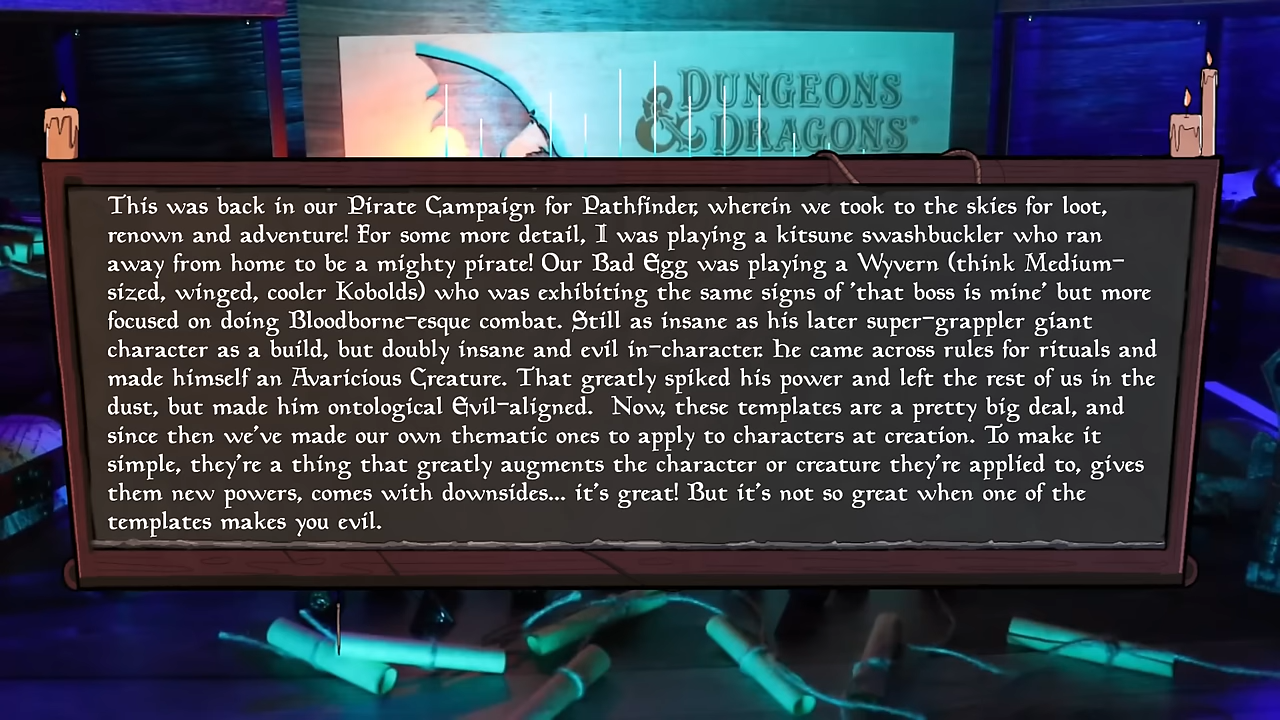 DUNGEONS
& DRAGONS®
This was back in our Pirate Campaign for Pathfinder, wherein we took to the skies for loot,
renown and adventure! For some more detail, I was playing a kitsune swashbuckler who ran
away from home to be a mighty pirate! Our Bad Egg was playing a Wyvern (think Medium-
sized, winged, cooler Kobolds) who was exhibiting the same signs of 'that boss is mine' but more
focused on doing Bloodborne-esque combat. Still as insane as his later super-grappler giant
character as a build, but doubly insane and evil in-character. He came across rules for rituals and
made himself an Avaricious Creature. That greatly spiked his power and left the rest of us in the
dust, but made him ontological Evil-aligned.  Now, these templates are a pretty big deal, and
since then we've made our own thematic ones to apply to characters at creation. To make it
simple, they're a thing that greatly augments the character or creature they're applied to, gives
them new powers, comes with downsides... it's great! But it's not so great when one of the
templates makes you evil.